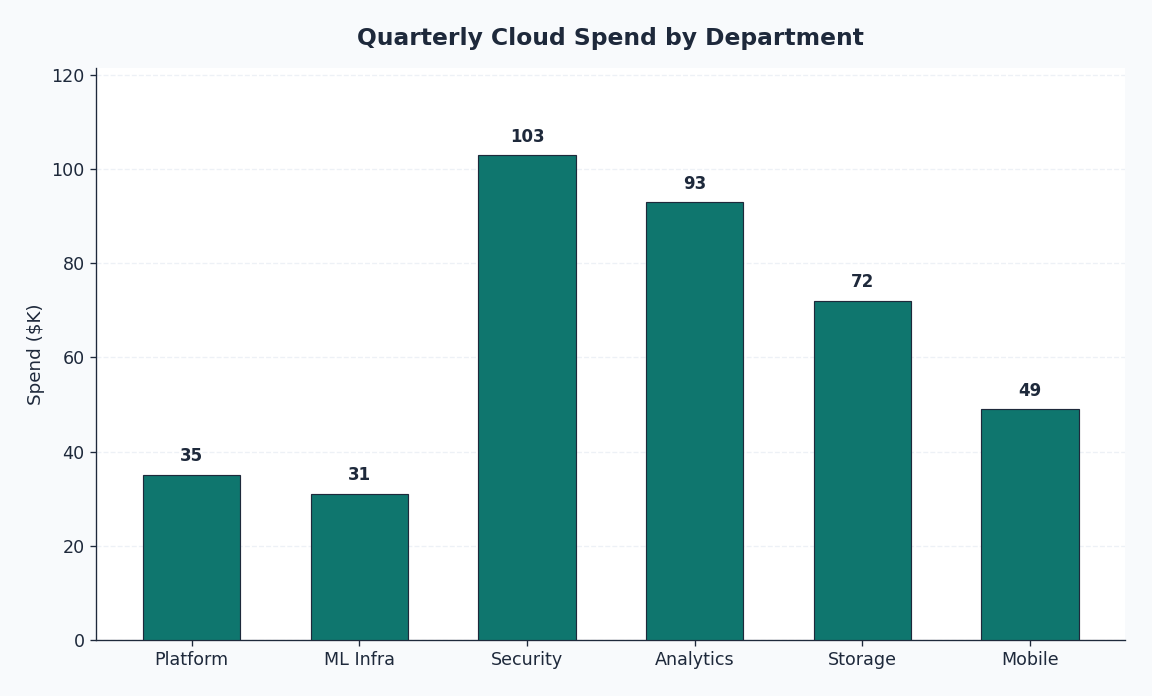 Quarterly Cloud Spend by Department
Spend ($K)
120
100
80
60
40
20
0
35
31
103
93
72
49
Platform
ML Infra
Security
Analytics
Storage
Mobile